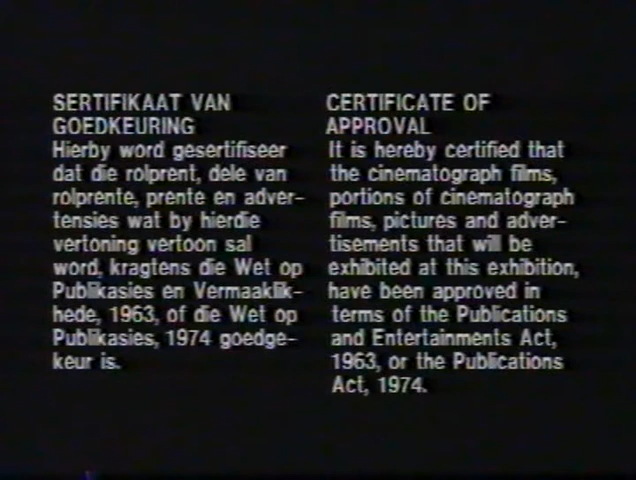 SERTIFIKAAT VAN
GOEDKEURING
Hierby word gesertifiseer
dat die rolprent, dele van
rolprente, prente en adver-
tensies wat by hierdie
vertoning vertoon sal
word, kragtens die Wet op
Publikasies en Vermaaklik-
hede, 1963, of die Wet op
Publikasies, 1974 goedge-
keur is.
CERTIFICATE OF
APPROVAL
It is hereby certified that
the cinematograph films,
portions of cinematograph
films, pictures and adver-
tisements that will be
exhibited at this exhibition,
have been approved in
terms of the Publications
and Entertainments Act,
1963, or the Publications
Act, 1974.